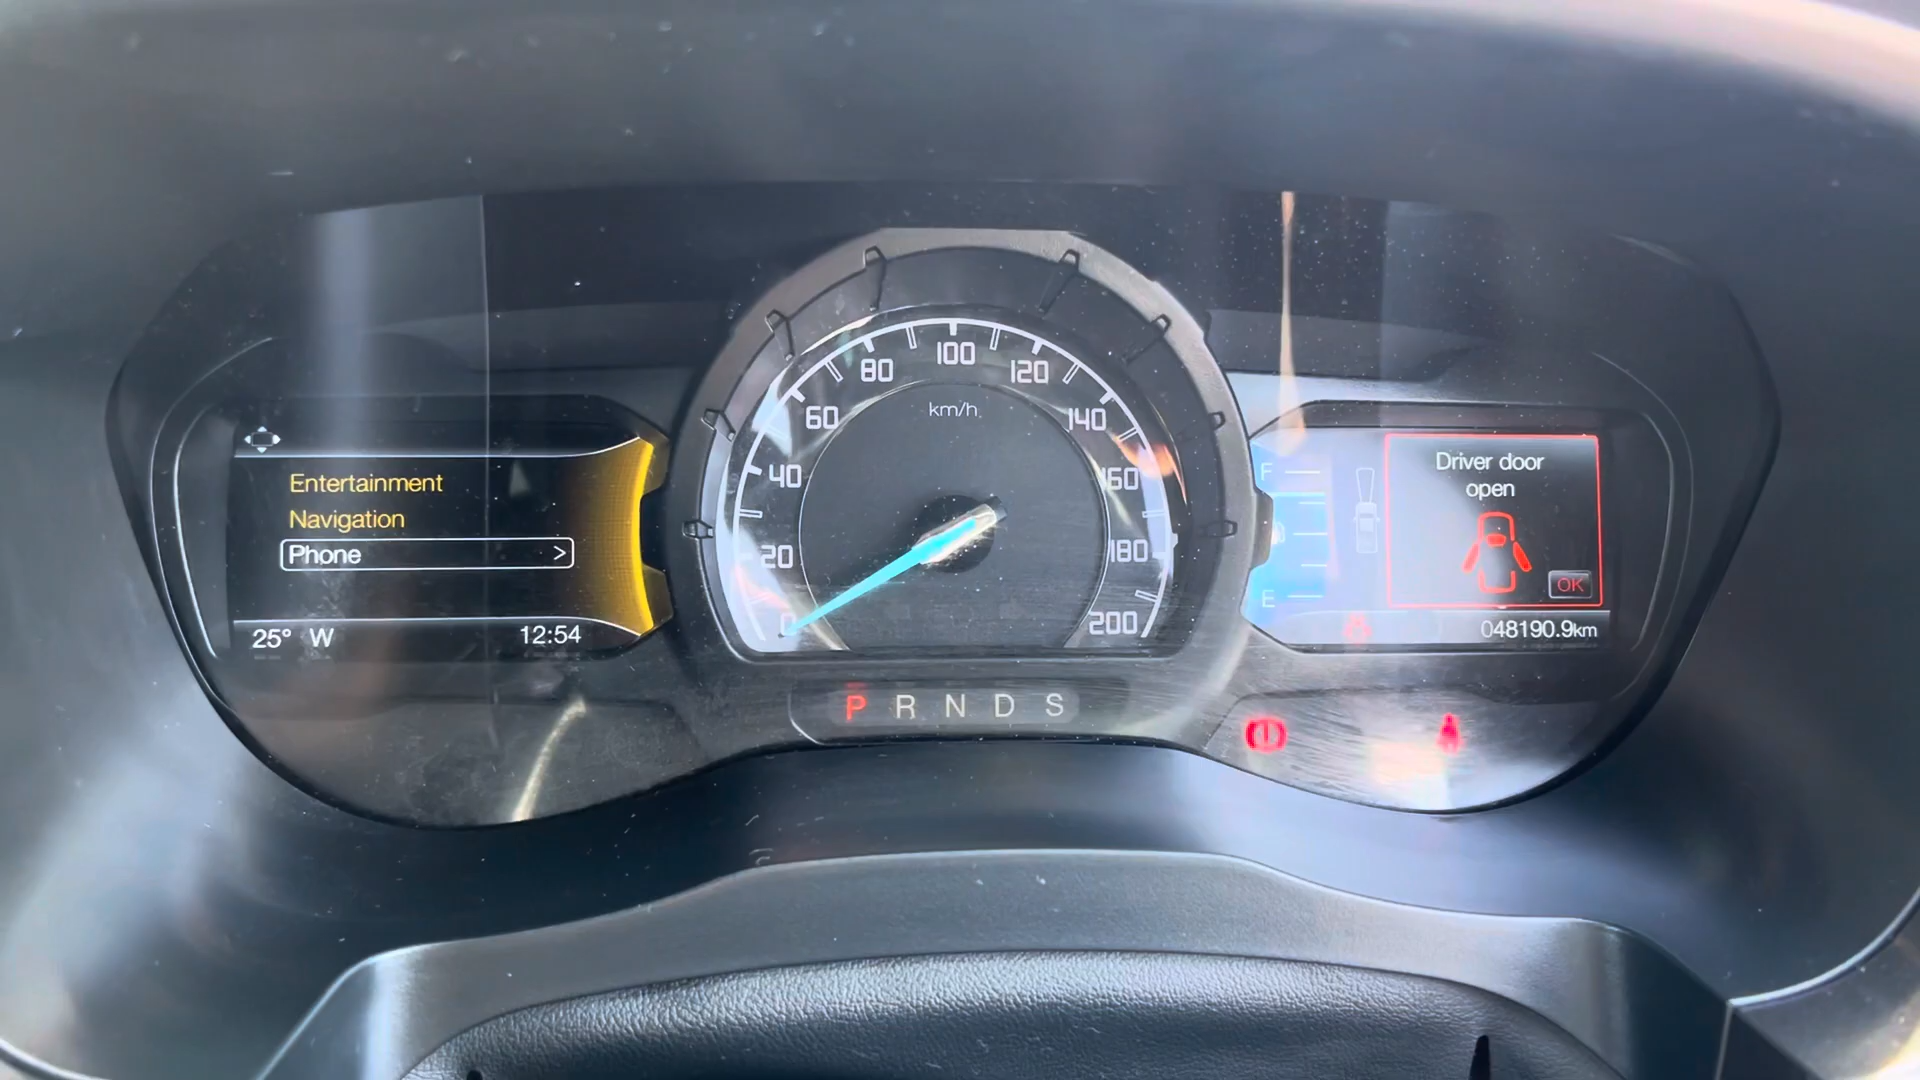 Entertainment
Navigation
Phone >
25° W 12:54
0
20
40
60
80
100
120
140
160
180
200
km/h
P R N D S
F
E
Driver door
open
OK
048190.9km